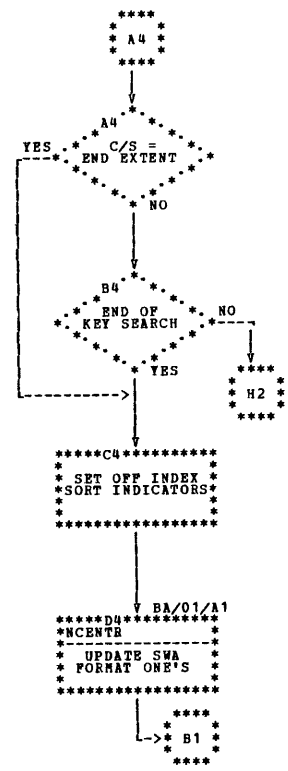 A4
A4
C/S =
YES
END EXTENT
NO
B4
END OF
NO
KEY SEARCH
YES
H2
C4
SET OFF INDEX
SORT INDICATORS
BA/01/A1
D4
NCENTR
UPDATE SWA
FORMAT ONE'S
B1